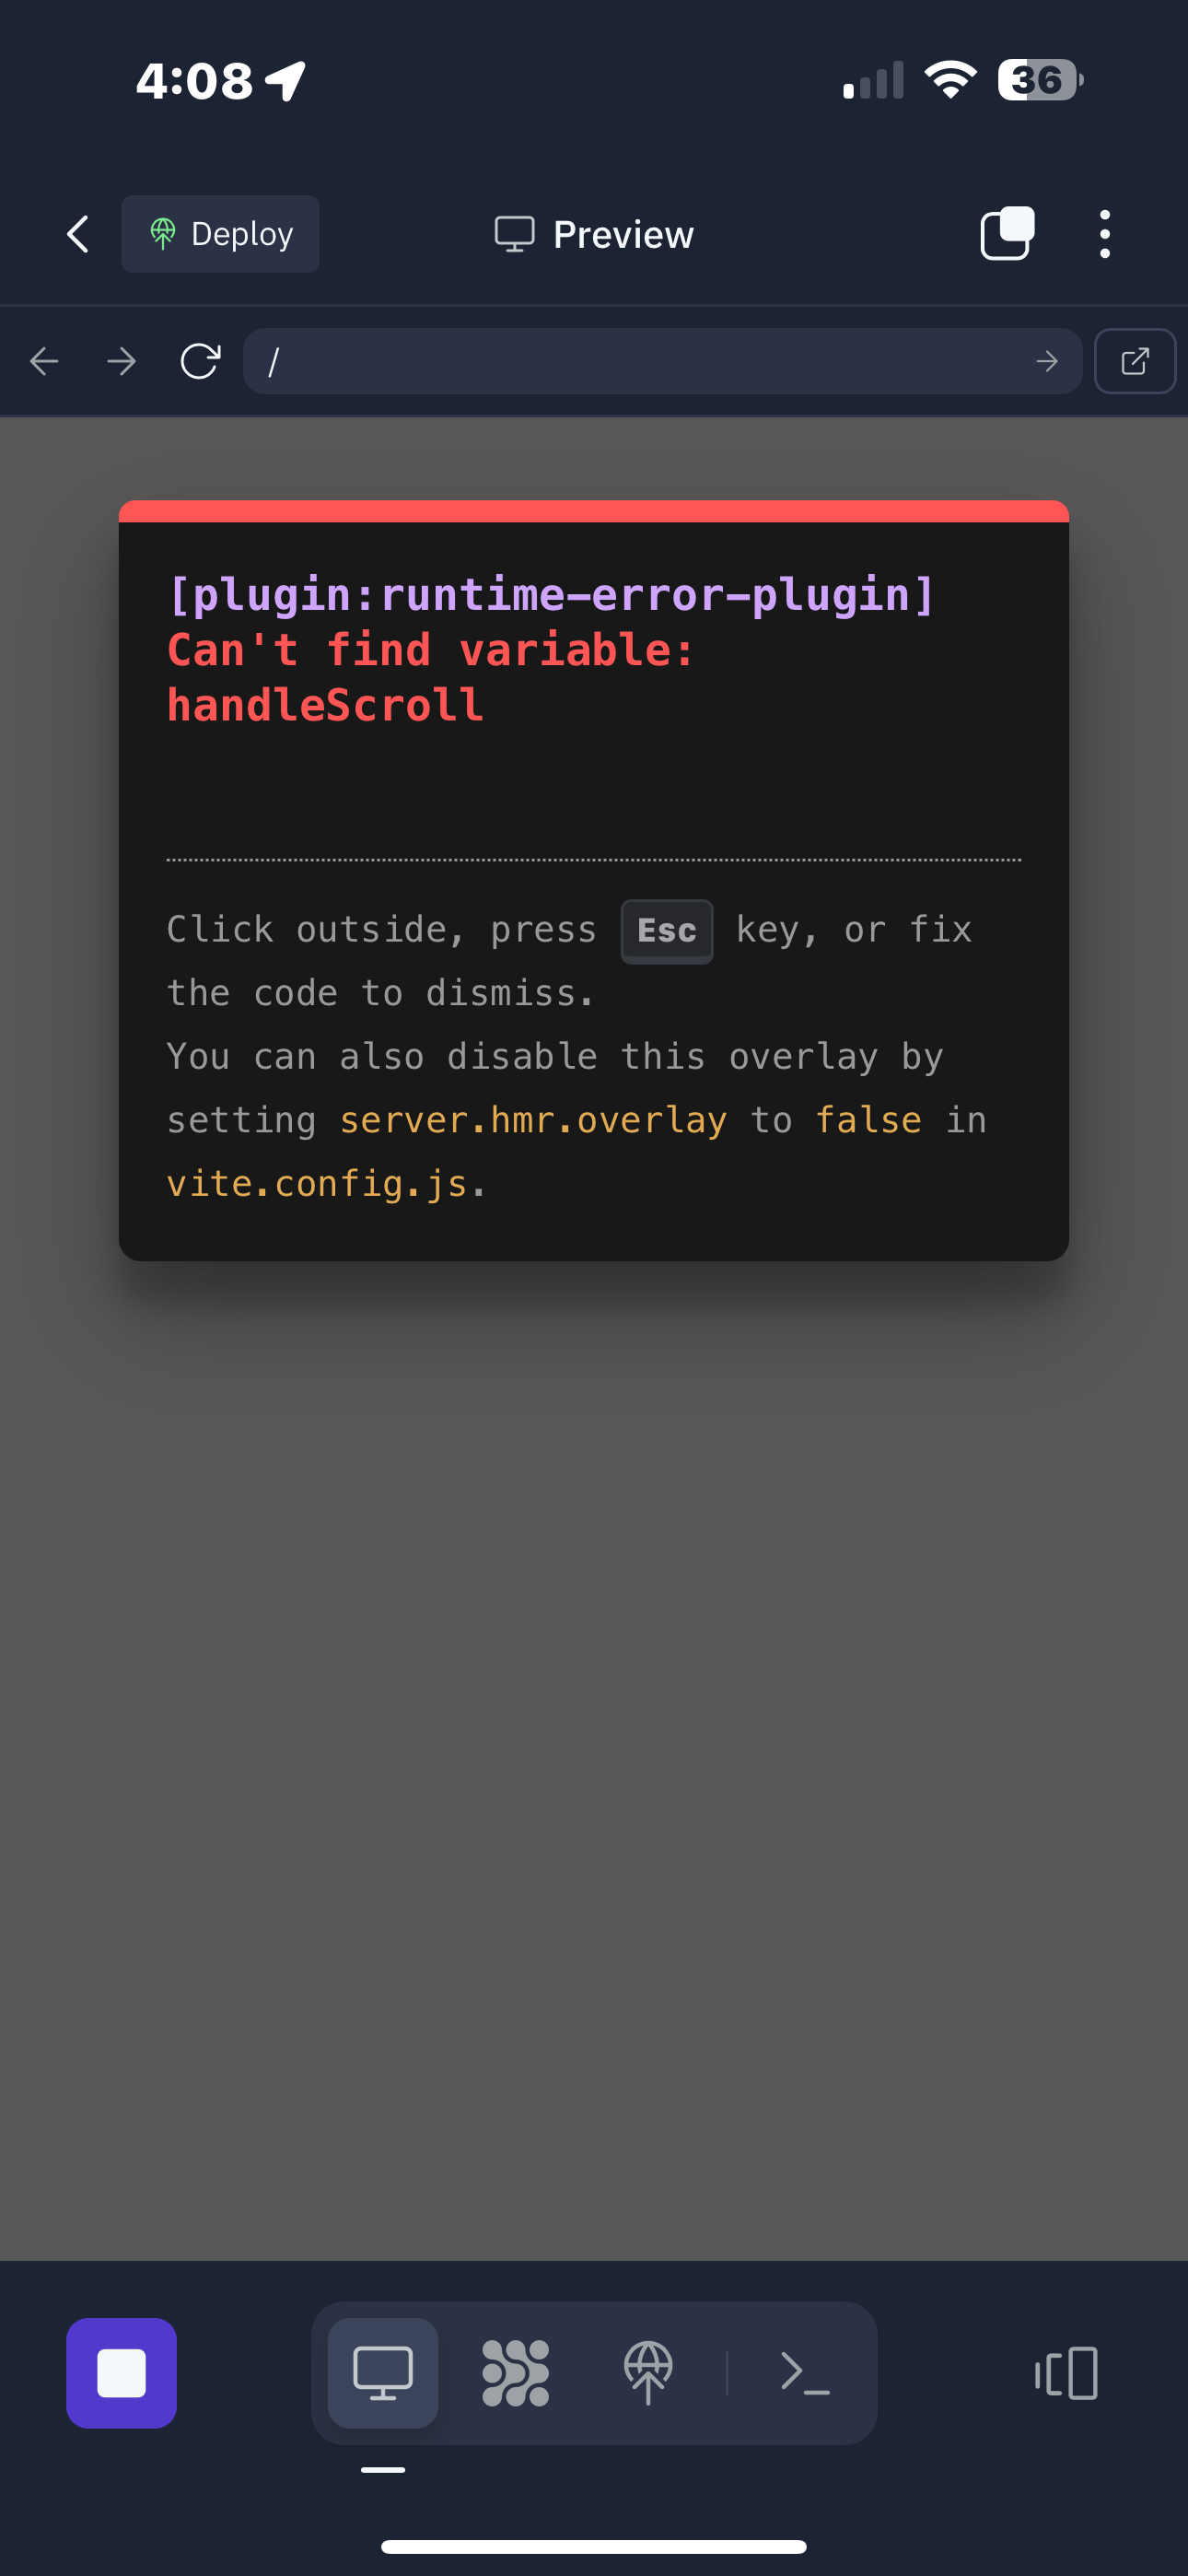 4:08
36
Deploy
Preview
/
[plugin:runtime-error-plugin]
Can't find variable:
handleScroll
Click outside, press Esc key, or fix
the code to dismiss.
You can also disable this overlay by
setting server.hmr.overlay to false in
vite.config.js.